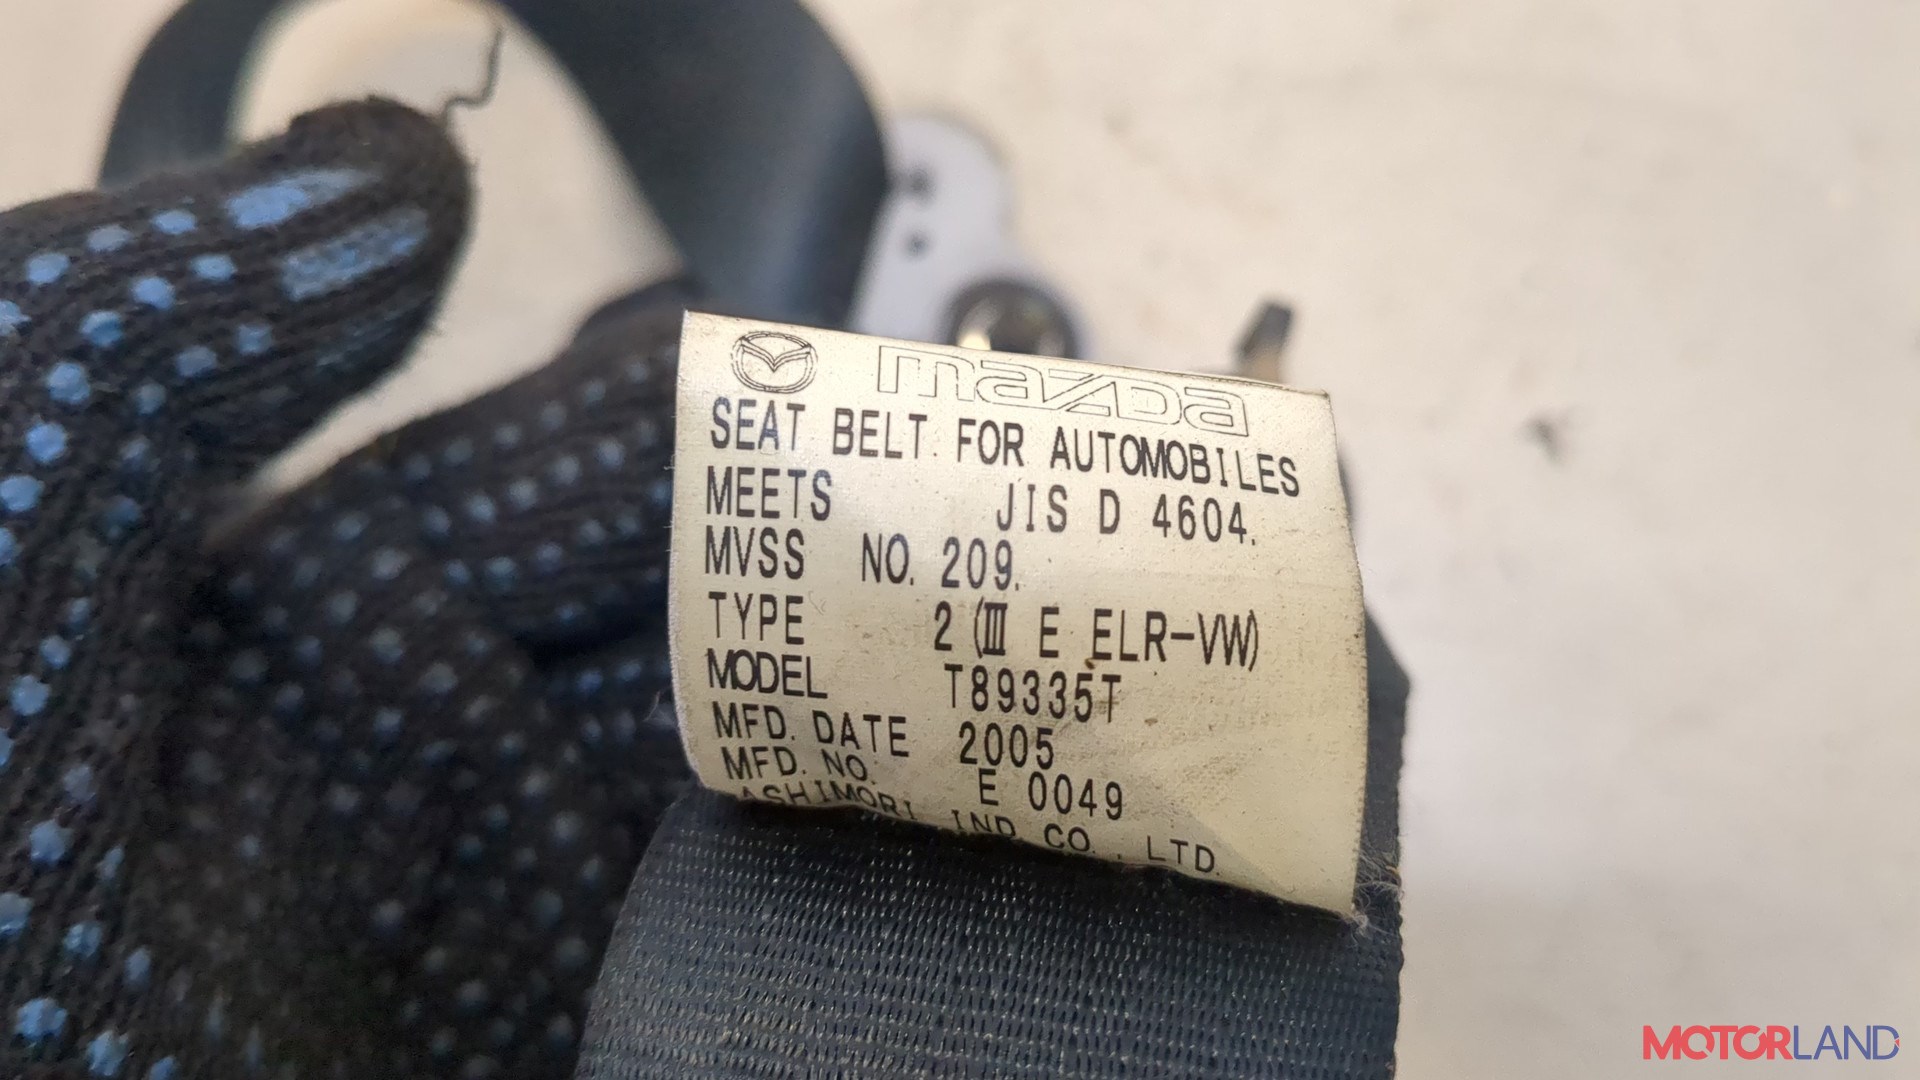 mazda
SEAT BELT FOR AUTOMOBILES
MEETS JIS D 4604.
MVSS NO. 209.
TYPE 2 (Ⅲ E ELR-VW)
MODEL T89335T
MFD. DATE 2005
MFD. NO. E 0049
ASHIMORI IND. CO., LTD.
MOTORLAND